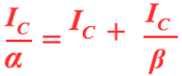 I_C/α = I_C + I_C/β